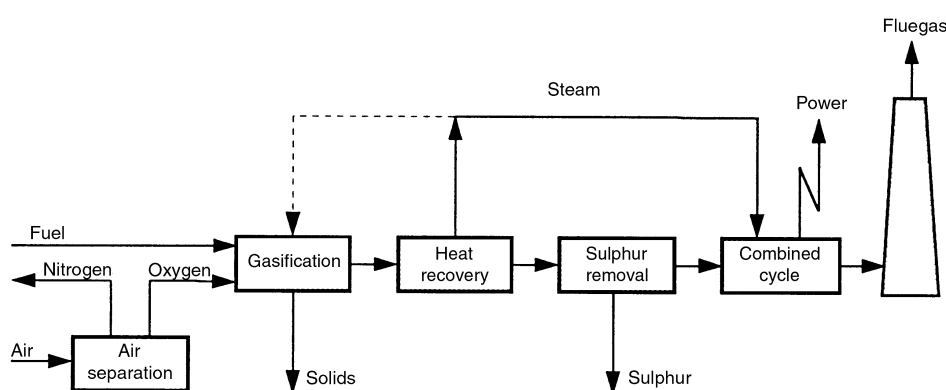 Fluegas
Steam
Power
Fuel
Gasification
Heat
recovery
Sulphur
removal
Combined
cycle
Nitrogen
Oxygen
Air
Air
separation
Solids
Sulphur